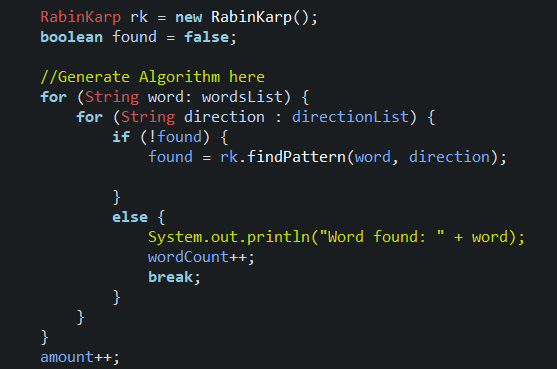 RabinKarp rk = new RabinKarp();
boolean found = false;

//Generate Algorithm here
for (String word: wordsList) {
    for (String direction : directionList) {
        if (!found) {
            found = rk.findPattern(word, direction);

        }
        else {
            System.out.println("Word found: " + word);
            wordCount++;
            break;
        }
    }
}
amount++;